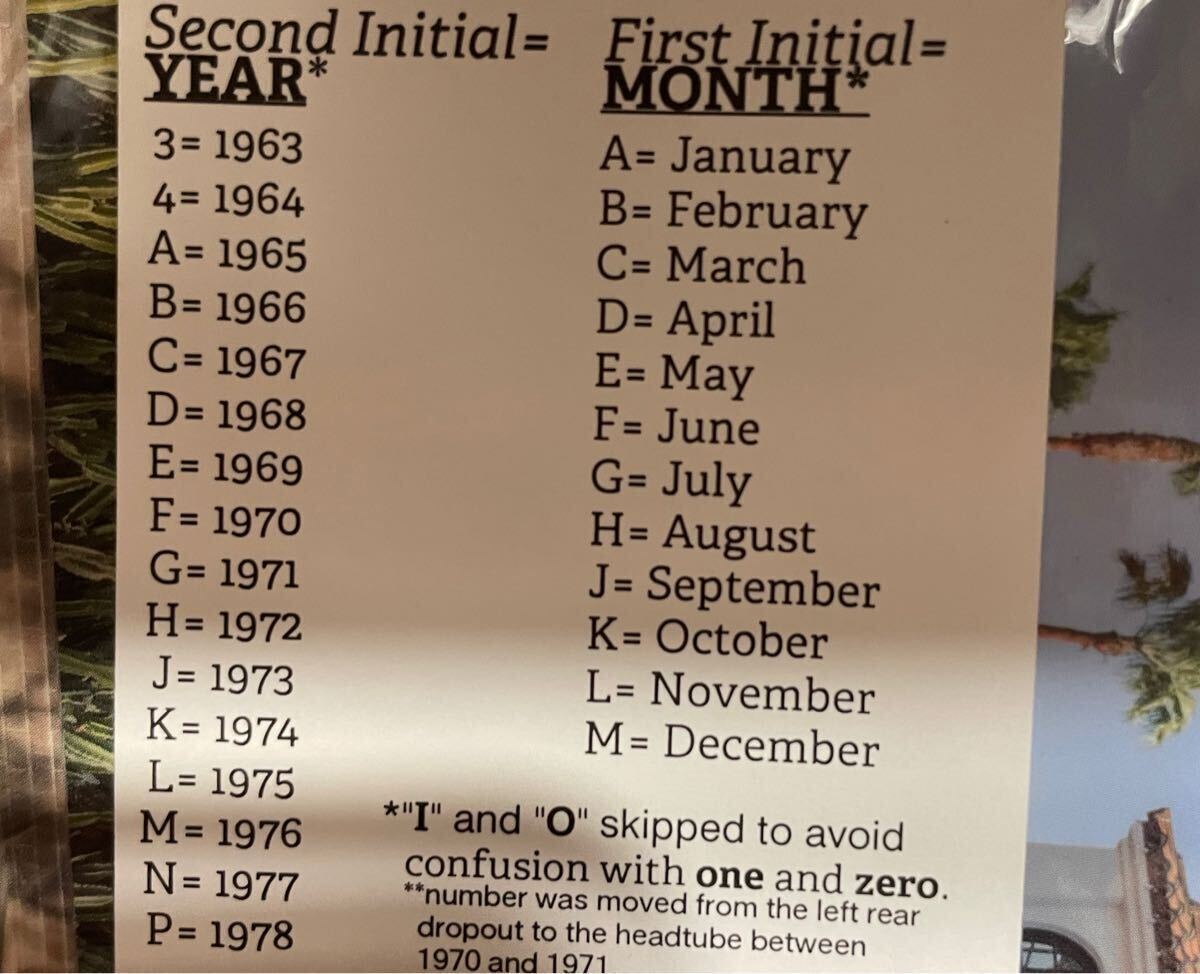 Second Initial=
YEAR*
3= 1963
4= 1964
A= 1965
B= 1966
C= 1967
D= 1968
E= 1969
F= 1970
G= 1971
H= 1972
J= 1973
K= 1974
L= 1975
M= 1976
N= 1977
P= 1978
First Initial=
MONTH*
A= January
B= February
C= March
D= April
E= May
F= June
G= July
H= August
J= September
K= October
L= November
M= December
*"I" and "O" skipped to avoid
confusion with one and zero.
**number was moved from the left rear
dropout to the headtube between
1970 and 1971